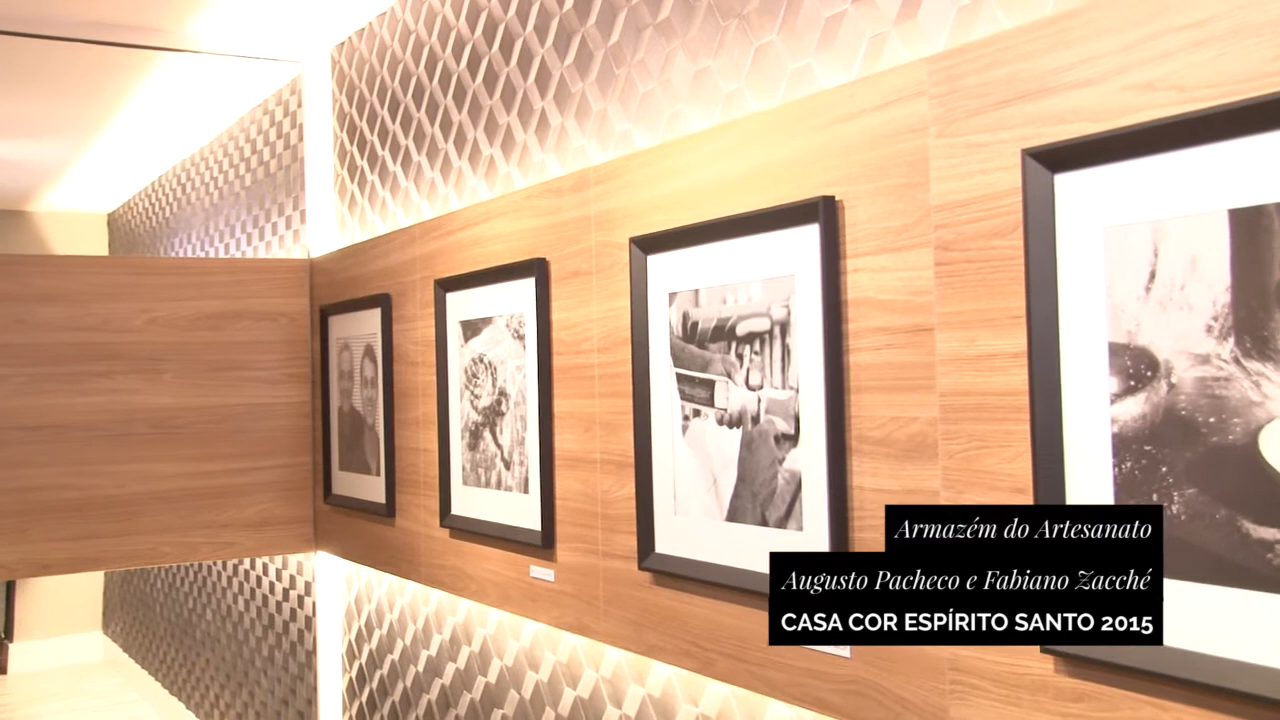 Armazém do Artesanato
Augusto Pacheco e Fabiano Zacché
CASA COR ESPÍRITO SANTO 2015